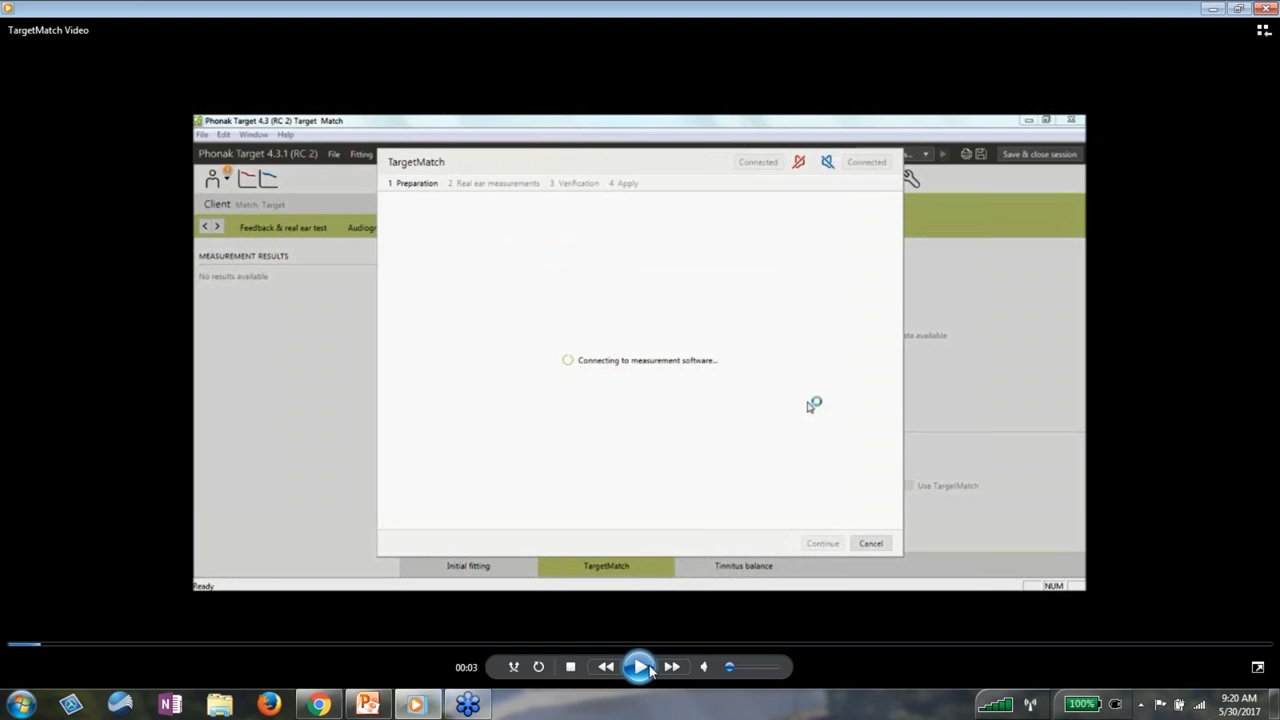 TargetMatch Video
Phonak Target 4.3 (RC 2) Target Match
File Edit Window Help
Phonak Target 4.3.1 (RC 2) File Fitting
Save & close session
TargetMatch Connected Connected
1 Preparation 2 Real ear measurements 3 Verification 4 Apply
Client Match, Target
Feedback & real ear test Audiogr
MEASUREMENT RESULTS
No results available
ata available
Connecting to measurement software...
Use TargetMatch
Continue Cancel
Initial fitting TargetMatch Tinnitus balance
Ready NUM
00:03
100%
9:20 AM
5/30/2017